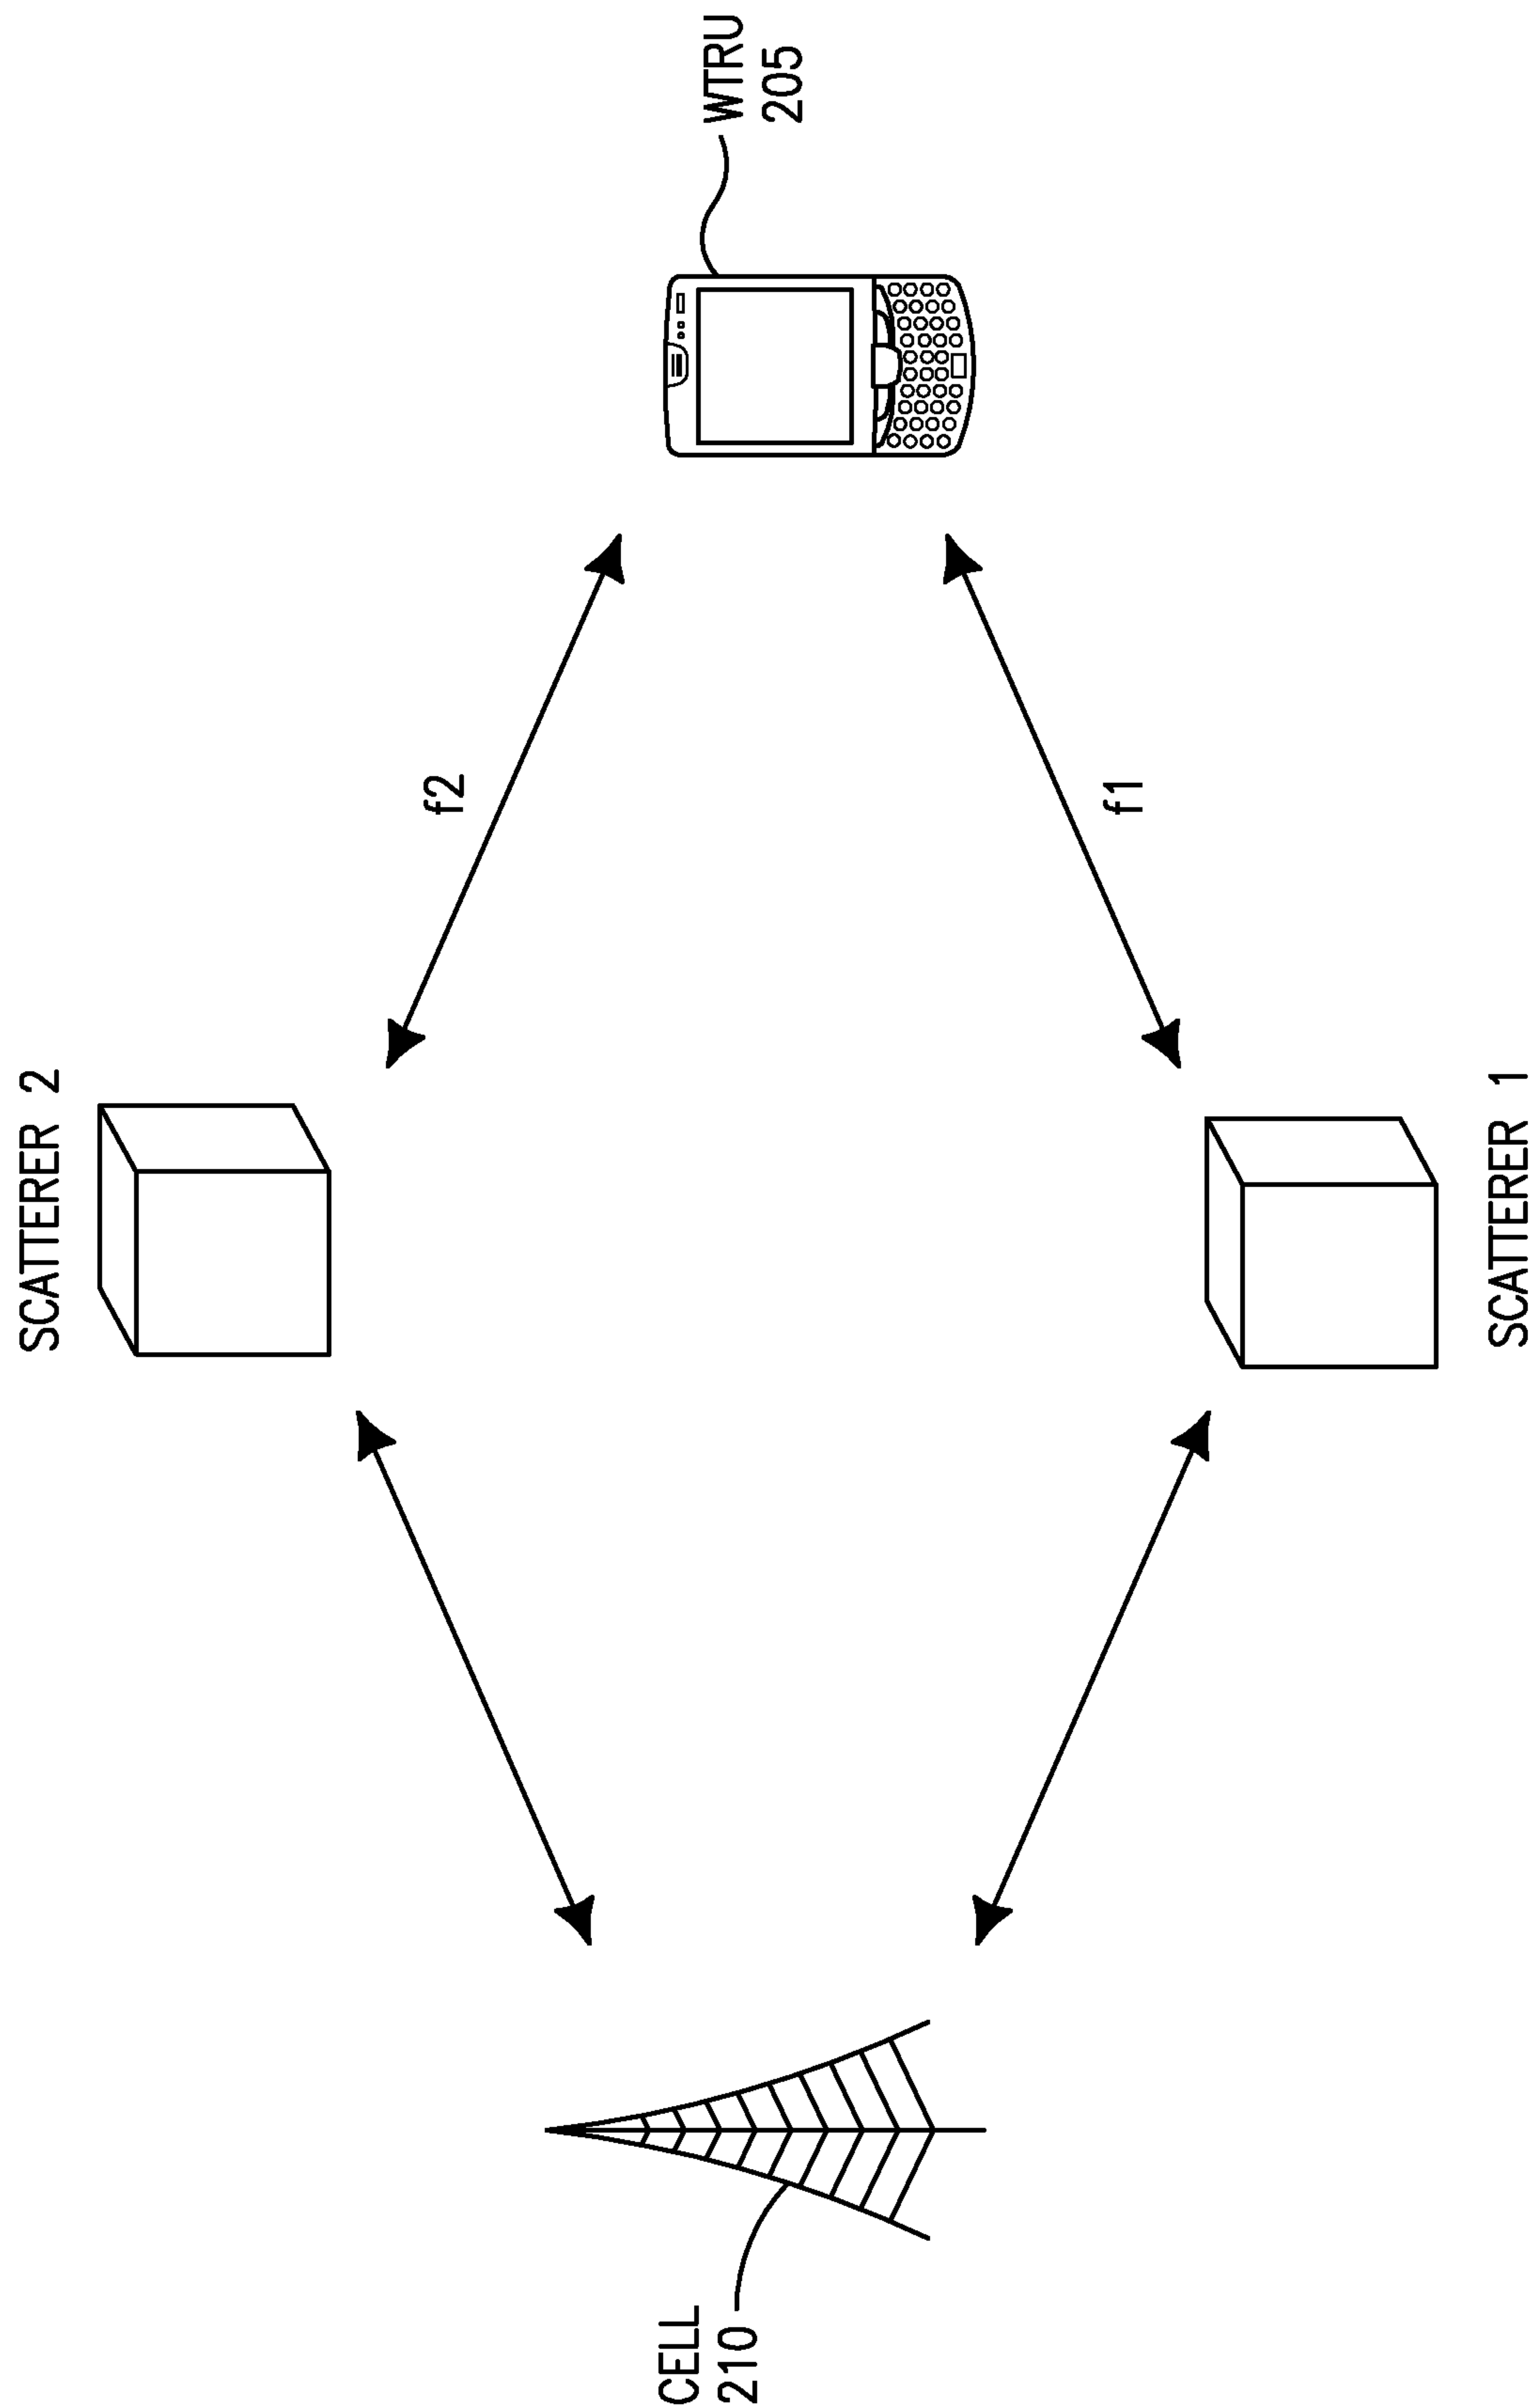 SCATTERER 2
f2
CELL
210
WTRU
205
f1
SCATTERER 1